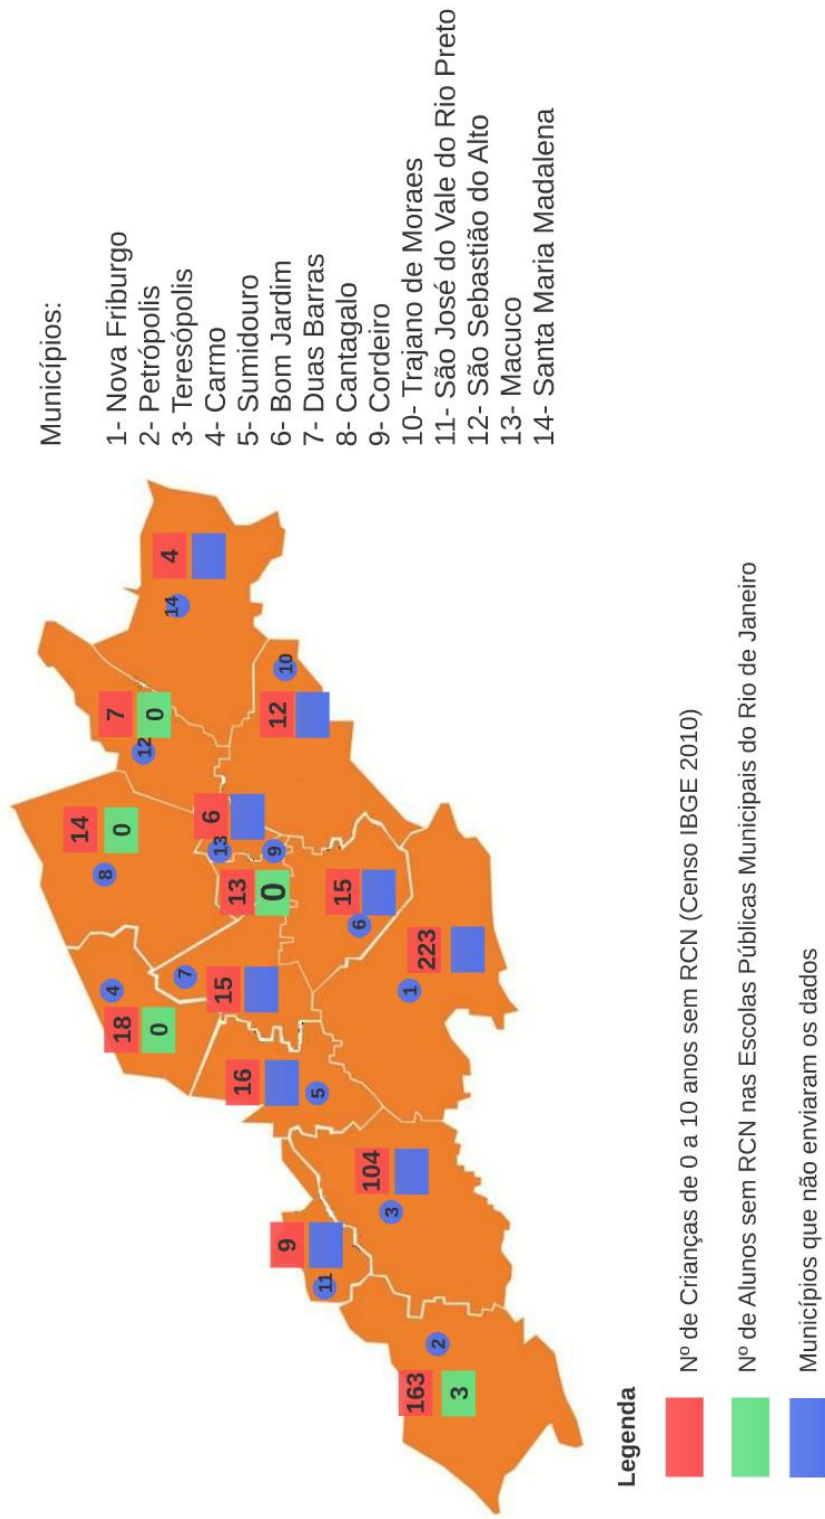 Municípios:
1- Nova Friburgo
2- Petrópolis
3- Teresópolis
4- Carmo
5- Sumidouro
6- Bom Jardim
7- Duas Barras
8- Cantagalo
9- Cordeiro
10- Trajano de Moraes
11- São José do Vale do Rio Preto
12- São Sebastião do Alto
13- Macuco
14- Santa Maria Madalena
14
8
0
7
0
12
4
14
4
18
0
7
15
6
13
13
0
9
12
10
16
5
15
6
9
11
104
3
223
1
163
3
2
Legenda
Nº de Crianças de 0 a 10 anos sem RCN (Censo IBGE 2010)
Nº de Alunos sem RCN nas Escolas Públicas Municipais do Rio de Janeiro
Municípios que não enviaram os dados